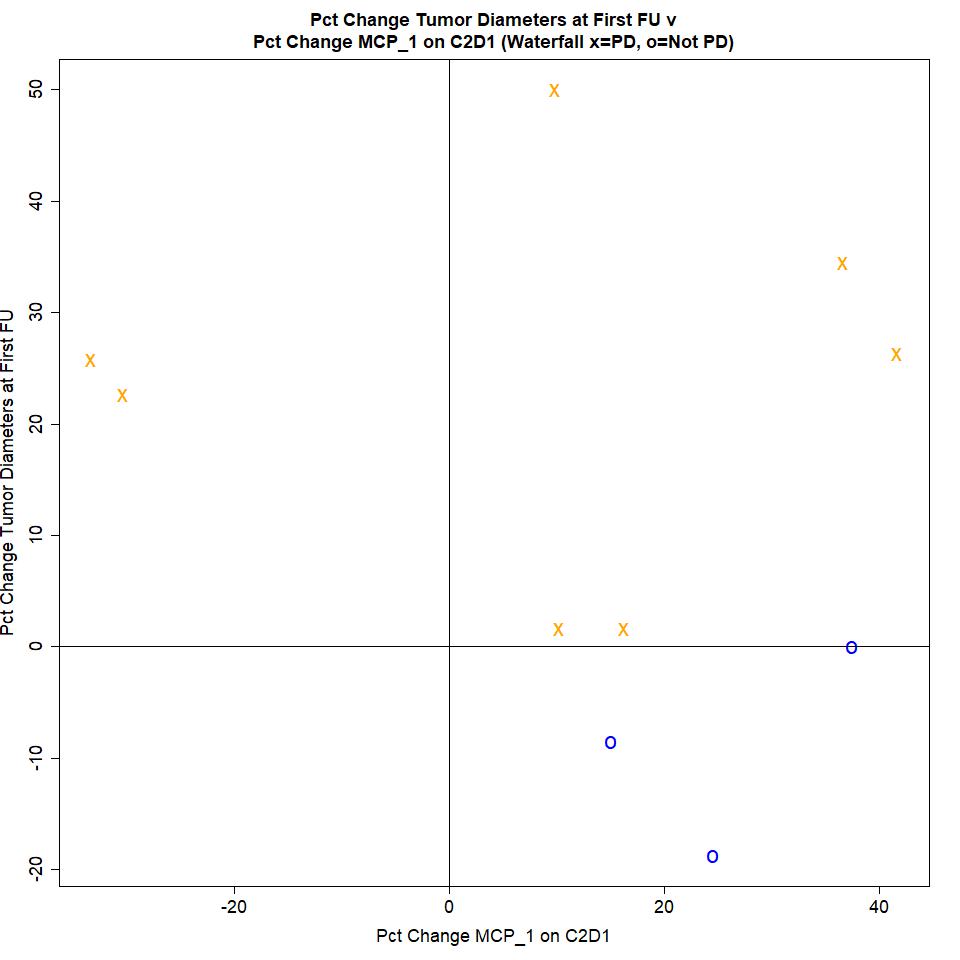 Pct Change Tumor Diameters at First FU v
Pct Change MCP_1 on C2D1 (Waterfall x=PD, o=Not PD)
Pct Change Tumor Diameters at First FU
50
40
30
20
10
0
-10
-20
X
X
X
X
X
X
X
O
O
O
-20
0
20
40
Pct Change MCP_1 on C2D1